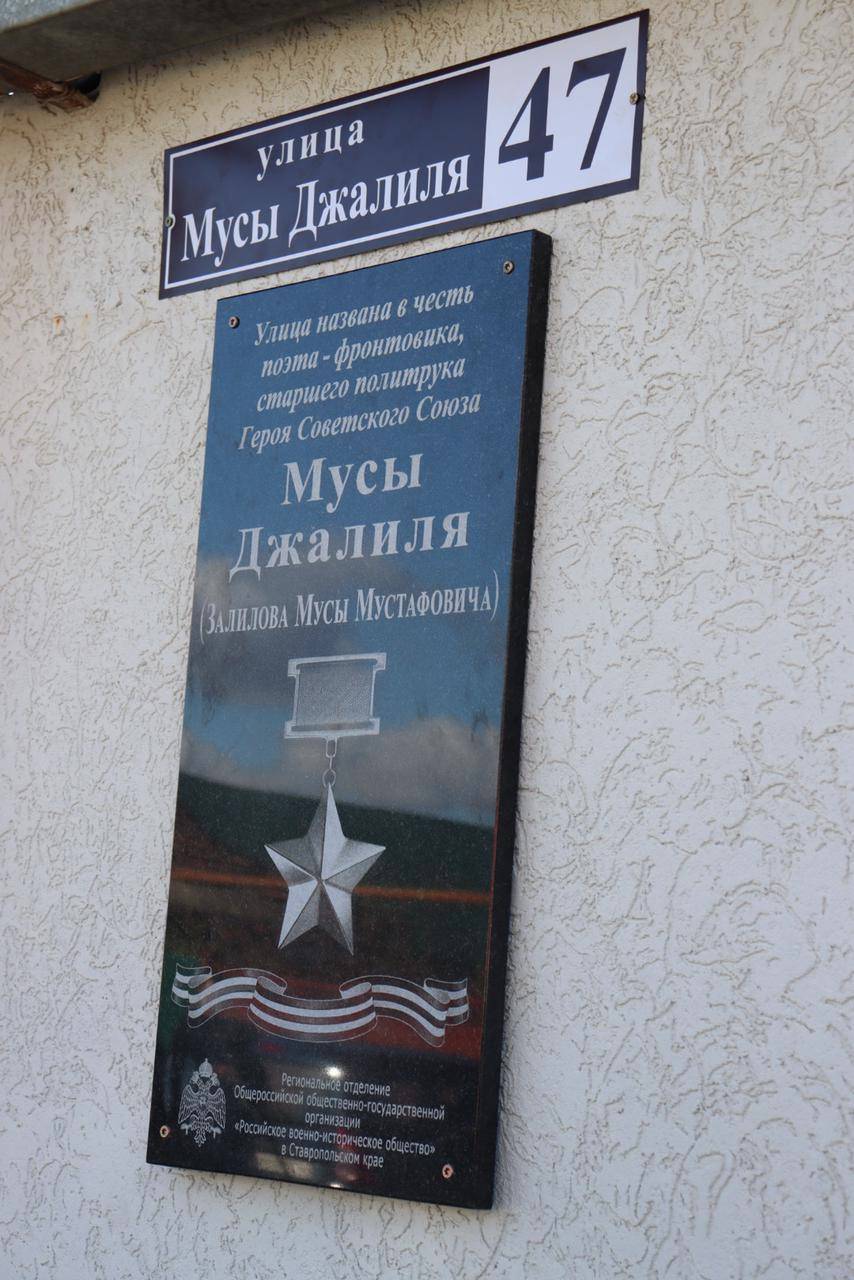 улица
Мусы Джалиля
47
Улица названа в честь
поэта - фронтовика,
старшего политрука
Героя Советского Союза
Мусы
Джалиля
(Залилова Мусы Мустафовича)
Региональное отделение
Общероссийской общественно-государственной
организации
«Российское военно-историческое общество»
в Ставропольском крае